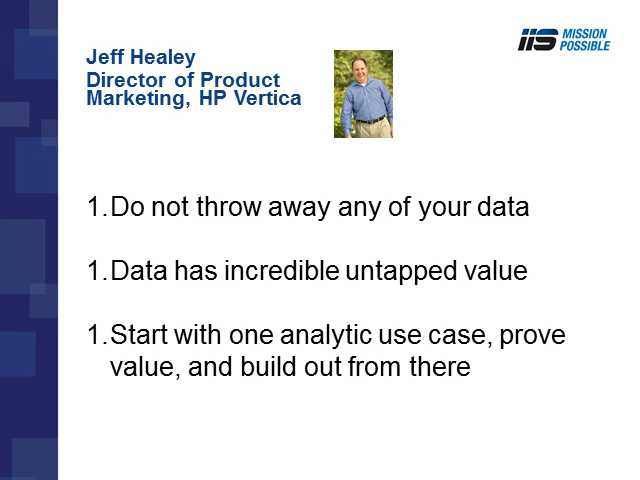 Jeff Healey
Director of Product
Marketing, HP Vertica
IIS MISSION
POSSIBLE
1. Do not throw away any of your data
1. Data has incredible untapped value
1. Start with one analytic use case, prove
value, and build out from there